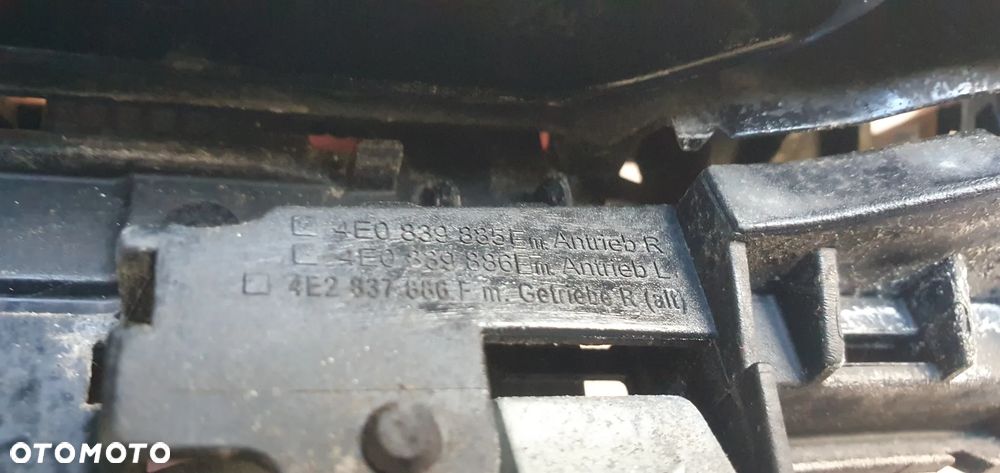 4E0 839 885E m. Antrieb R
4E0 839 886E m. Antrieb L
4E2 837 886 F m. Getriebe R (alt)
OTOMOTO